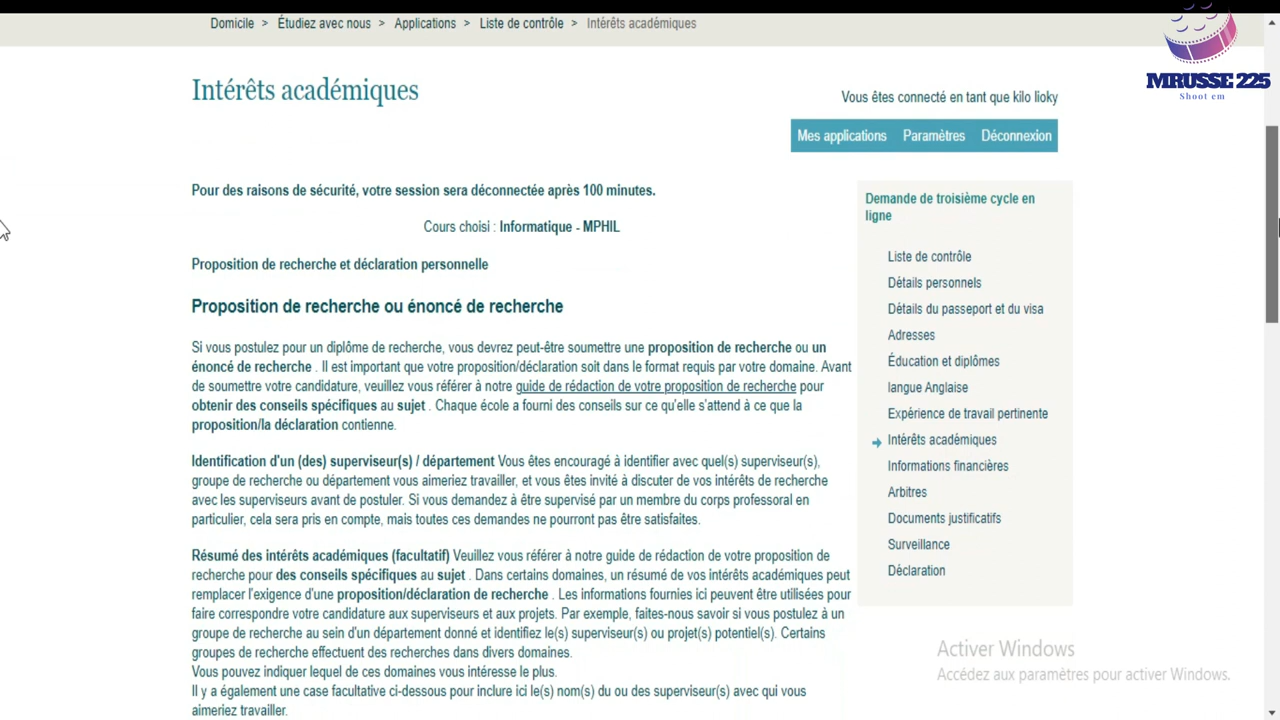 Domicile > Étudiez avec nous > Applications > Liste de contrôle > Intérêts académiques
MRUSSE 225
Shoot em
Intérêts académiques
Vous êtes connecté en tant que kilo lioky
Mes applications Paramètres Déconnexion
Pour des raisons de sécurité, votre session sera déconnectée après 100 minutes.
Cours choisi : Informatique - MPHIL
Proposition de recherche et déclaration personnelle
Proposition de recherche ou énoncé de recherche
Si vous postulez pour un diplôme de recherche, vous devrez peut-être soumettre une proposition de recherche ou un
énoncé de recherche . Il est important que votre proposition/déclaration soit dans le format requis par votre domaine. Avant
de soumettre votre candidature, veuillez vous référer à notre guide de rédaction de votre proposition de recherche pour
obtenir des conseils spécifiques au sujet . Chaque école a fourni des conseils sur ce qu'elle s'attend à ce que la
proposition/la déclaration contienne.
Identification d'un (des) superviseur(s) / département Vous êtes encouragé à identifier avec quel(s) superviseur(s),
groupe de recherche ou département vous aimeriez travailler, et vous êtes invité à discuter de vos intérêts de recherche
avec les superviseurs avant de postuler. Si vous demandez à être supervisé par un membre du corps professoral en
particulier, cela sera pris en compte, mais toutes ces demandes ne pourront pas être satisfaites.
Résumé des intérêts académiques (facultatif) Veuillez vous référer à notre guide de rédaction de votre proposition de
recherche pour des conseils spécifiques au sujet . Dans certains domaines, un résumé de vos intérêts académiques peut
remplacer l'exigence d'une proposition/déclaration de recherche . Les informations fournies ici peuvent être utilisées pour
faire correspondre votre candidature aux superviseurs et aux projets. Par exemple, faites-nous savoir si vous postulez à un
groupe de recherche au sein d'un département donné et identifiez le(s) superviseur(s) ou projet(s) potentiel(s). Certains
groupes de recherche effectuent des recherches dans divers domaines.
Vous pouvez indiquer lequel de ces domaines vous intéresse le plus.
Il y a également une case facultative ci-dessous pour inclure ici le(s) nom(s) du ou des superviseur(s) avec qui vous
aimeriez travailler.
Demande de troisième cycle en
ligne
Liste de contrôle
Détails personnels
Détails du passeport et du visa
Adresses
Éducation et diplômes
langue Anglaise
Expérience de travail pertinente
Intérêts académiques
Informations financières
Arbitres
Documents justificatifs
Surveillance
Déclaration
Activer Windows
Accédez aux paramètres pour activer Windows.